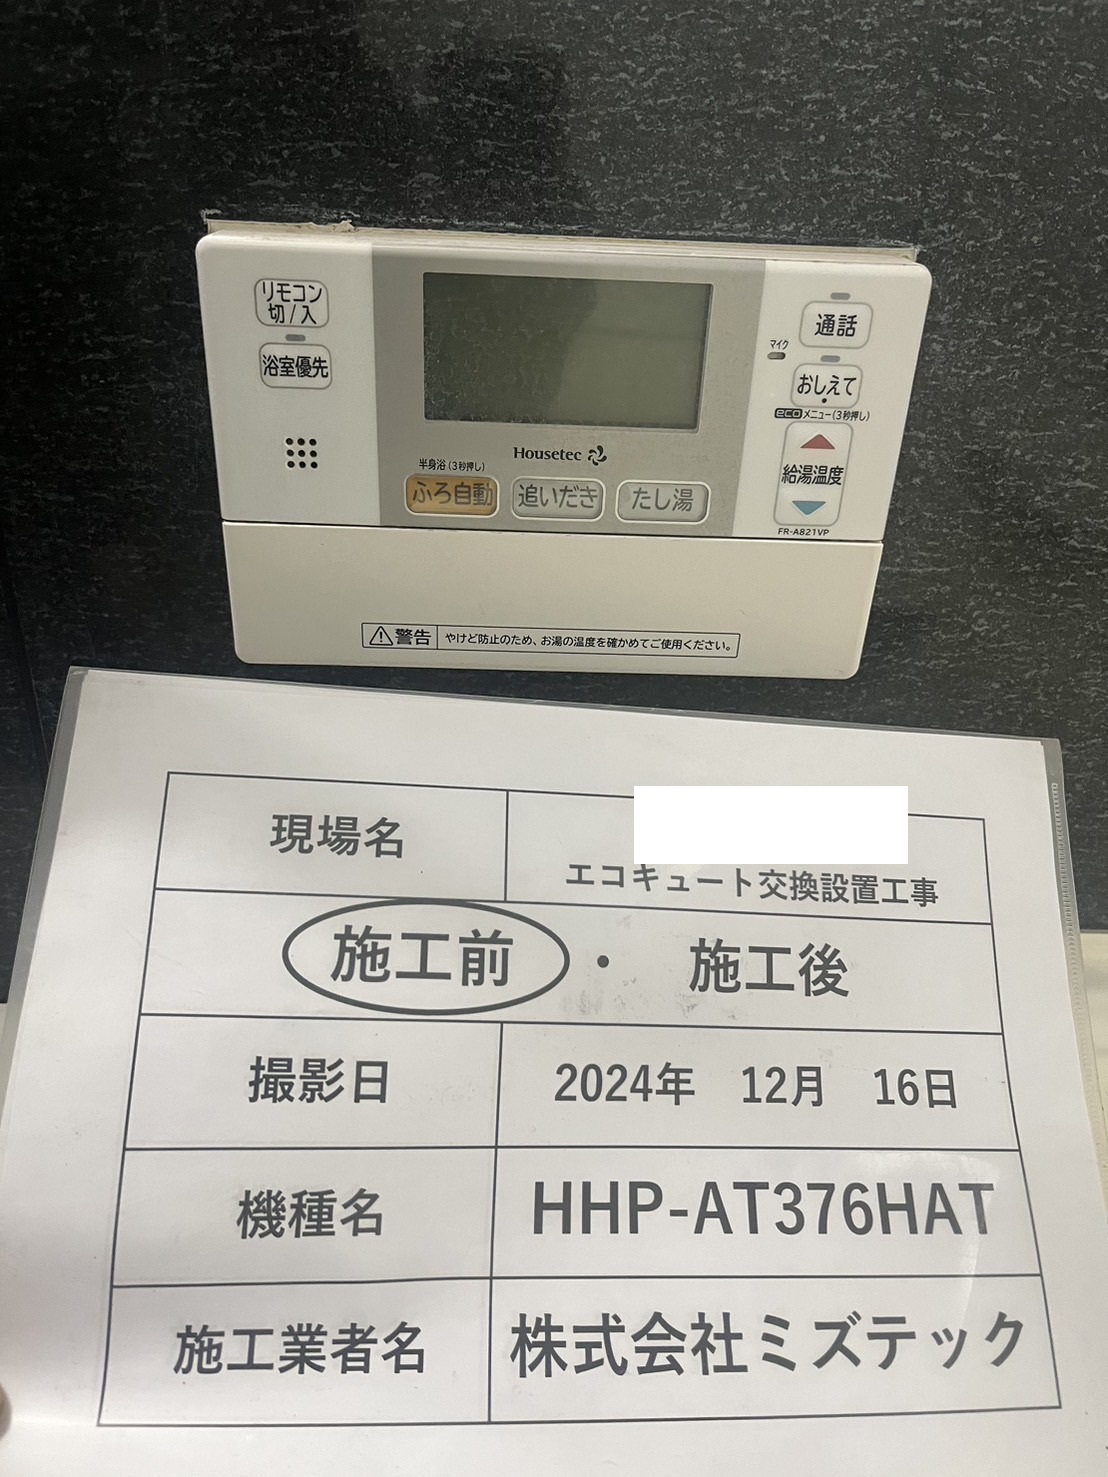 リモコン
切/入
浴室優先
通話
マイク
おしえて
eco メニュー(3秒押し)
給湯温度
FR-A821VP
Housetec
半身浴(3秒押し)
ふろ自動
追いだき
たし湯
警告 やけど防止のため、お湯の温度を確かめてご使用ください。
現場名
エコキュート交換設置工事
施工前・施工後
撮影日 2024年 12月 16日
機種名 HHP-AT376HAT
施工業者名 株式会社ミズテック